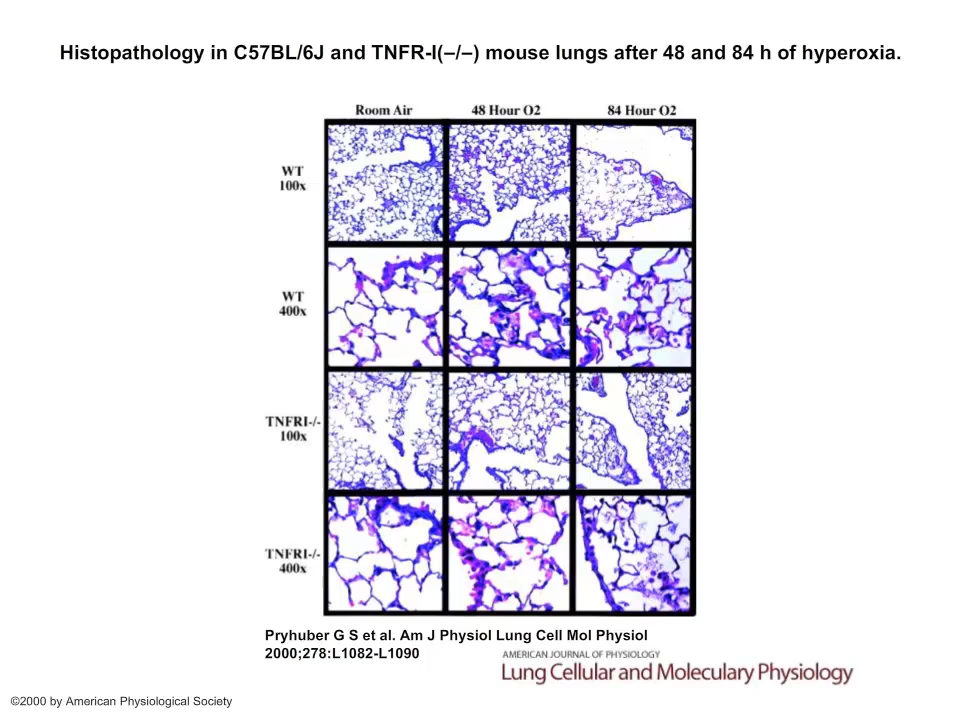 Histopathology in C57BL/6J and TNFR-I(–/–) mouse lungs after 48 and 84 h of hyperoxia.
Room Air 48 Hour O2 84 Hour O2
WT
100x
WT
400x
TNFRI-/-
100x
TNFRI-/-
400x
Pryhuber G S et al. Am J Physiol Lung Cell Mol Physiol
2000;278:L1082-L1090
AMERICAN JOURNAL OF PHYSIOLOGY
Lung Cellular and Moleculary Physiology
©2000 by American Physiological Society